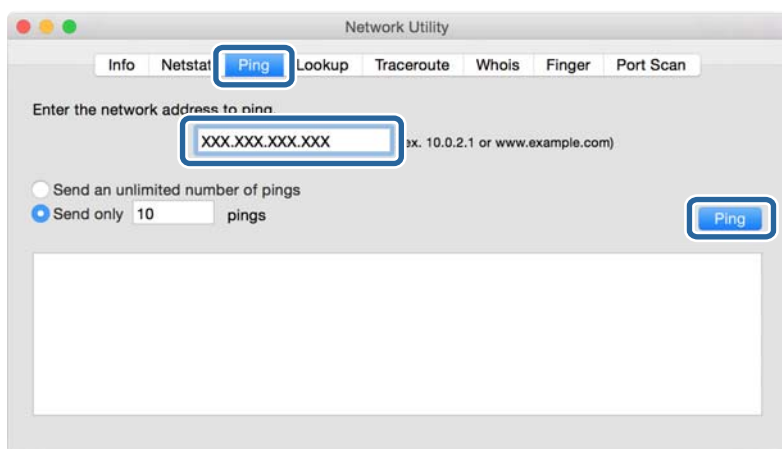 Network Utility
Info Netstat Ping Lookup Traceroute Whois Finger Port Scan
Enter the network address to ping.
XXX.XXX.XXX.XXX ex. 10.0.2.1 or www.example.com)
Send an unlimited number of pings
Send only 10 pings
Ping